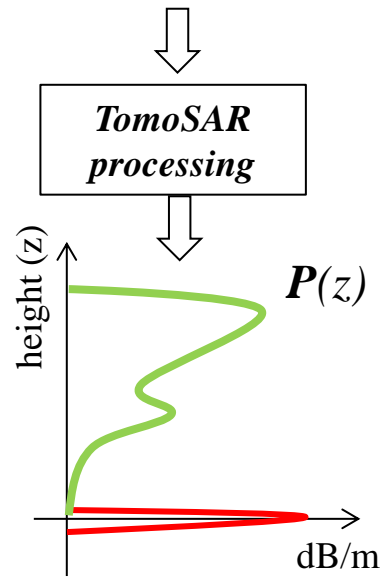 TomoSAR
processing
height (z)
P(z)
dB/m